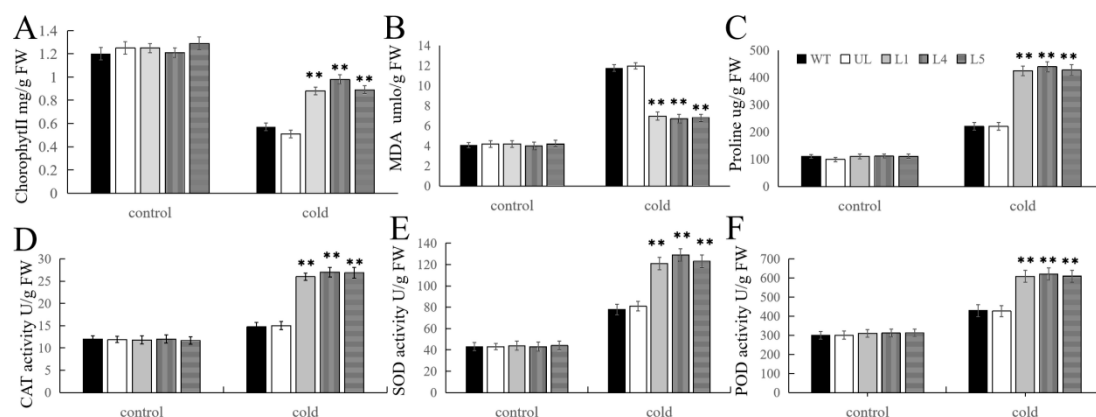 A
ChorophytII mg/g FW
1.4
1.2
1
0.8
0.6
0.4
0.2
0
** ** **
control cold
B
MDA umlo/g FW
14
12
10
8
6
4
2
0
** ** **
control cold
C
Proline ug/g FW
500
400
300
200
100
0
WT UL L1 L4 L5
** ** **
control cold
D
CAT activity U/g FW
30
25
20
15
10
5
0
** ** **
control cold
E
SOD activity U/g FW
140
120
100
80
60
40
20
0
** ** **
control cold
F
POD activity U/g FW
700
600
500
400
300
200
100
0
** ** **
control cold